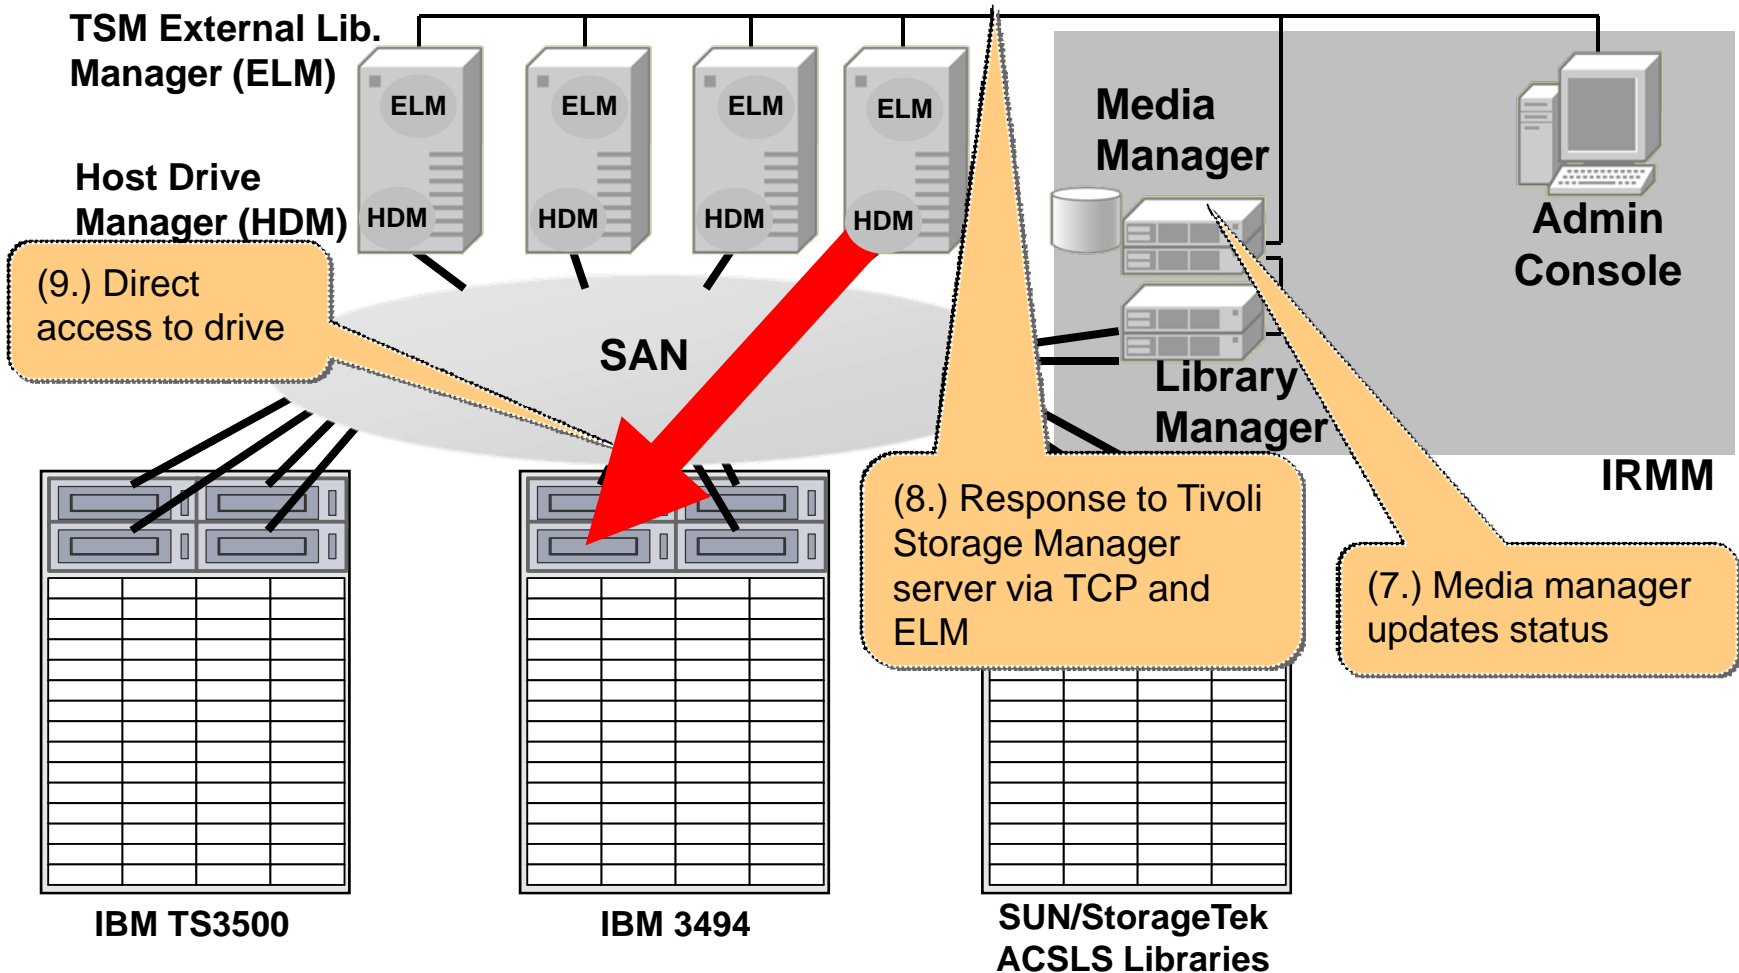 TSM External Lib.
Manager (ELM)
ELM
ELM
ELM
ELM
Host Drive
Manager (HDM)
HDM
HDM
HDM
HDM
Media
Manager
Admin
Console
(9.) Direct
access to drive
SAN
Library
Manager
IRMM
(8.) Response to Tivoli
Storage Manager
server via TCP and
ELM
(7.) Media manager
updates status
IBM TS3500
IBM 3494
SUN/StorageTek
ACSLS Libraries